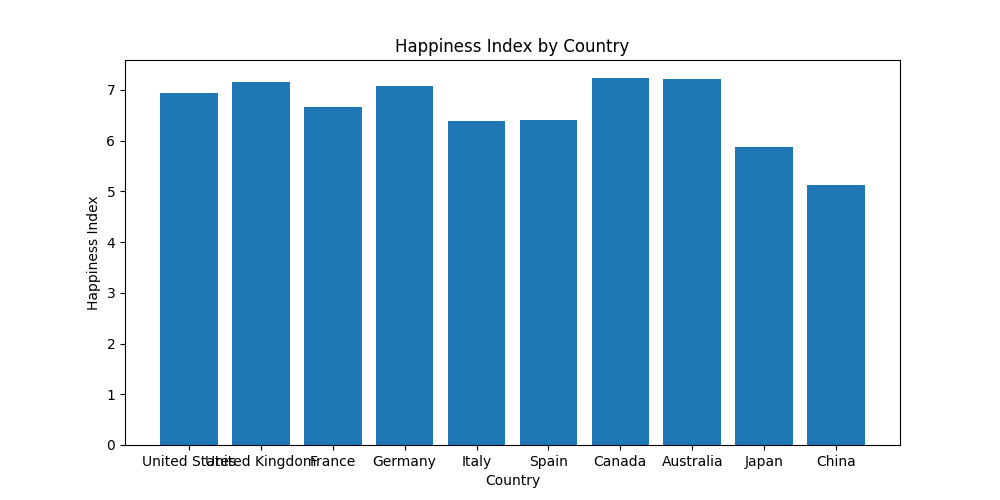 Happiness Index by Country
Happiness Index
7
6
5
4
3
2
1
0
United States United Kingdom France Germany Italy Spain Canada Australia Japan China
Country